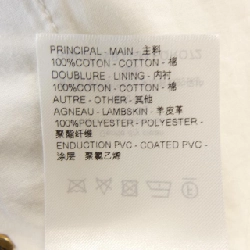 PRINCIPAL - MAIN - 主料
100%COTON - COTTON - 棉
DOUBLURE - LINING - 内衬
100%COTON - COTTON - 棉
AUTRE - OTHER - 其他
AGNEAU - LAMBSKIN - 羊皮革
100%POLYESTER - POLYESTER -
聚酯纤维
ENDUCTION PVC - COATED PVC -
涂层 聚氯乙烯